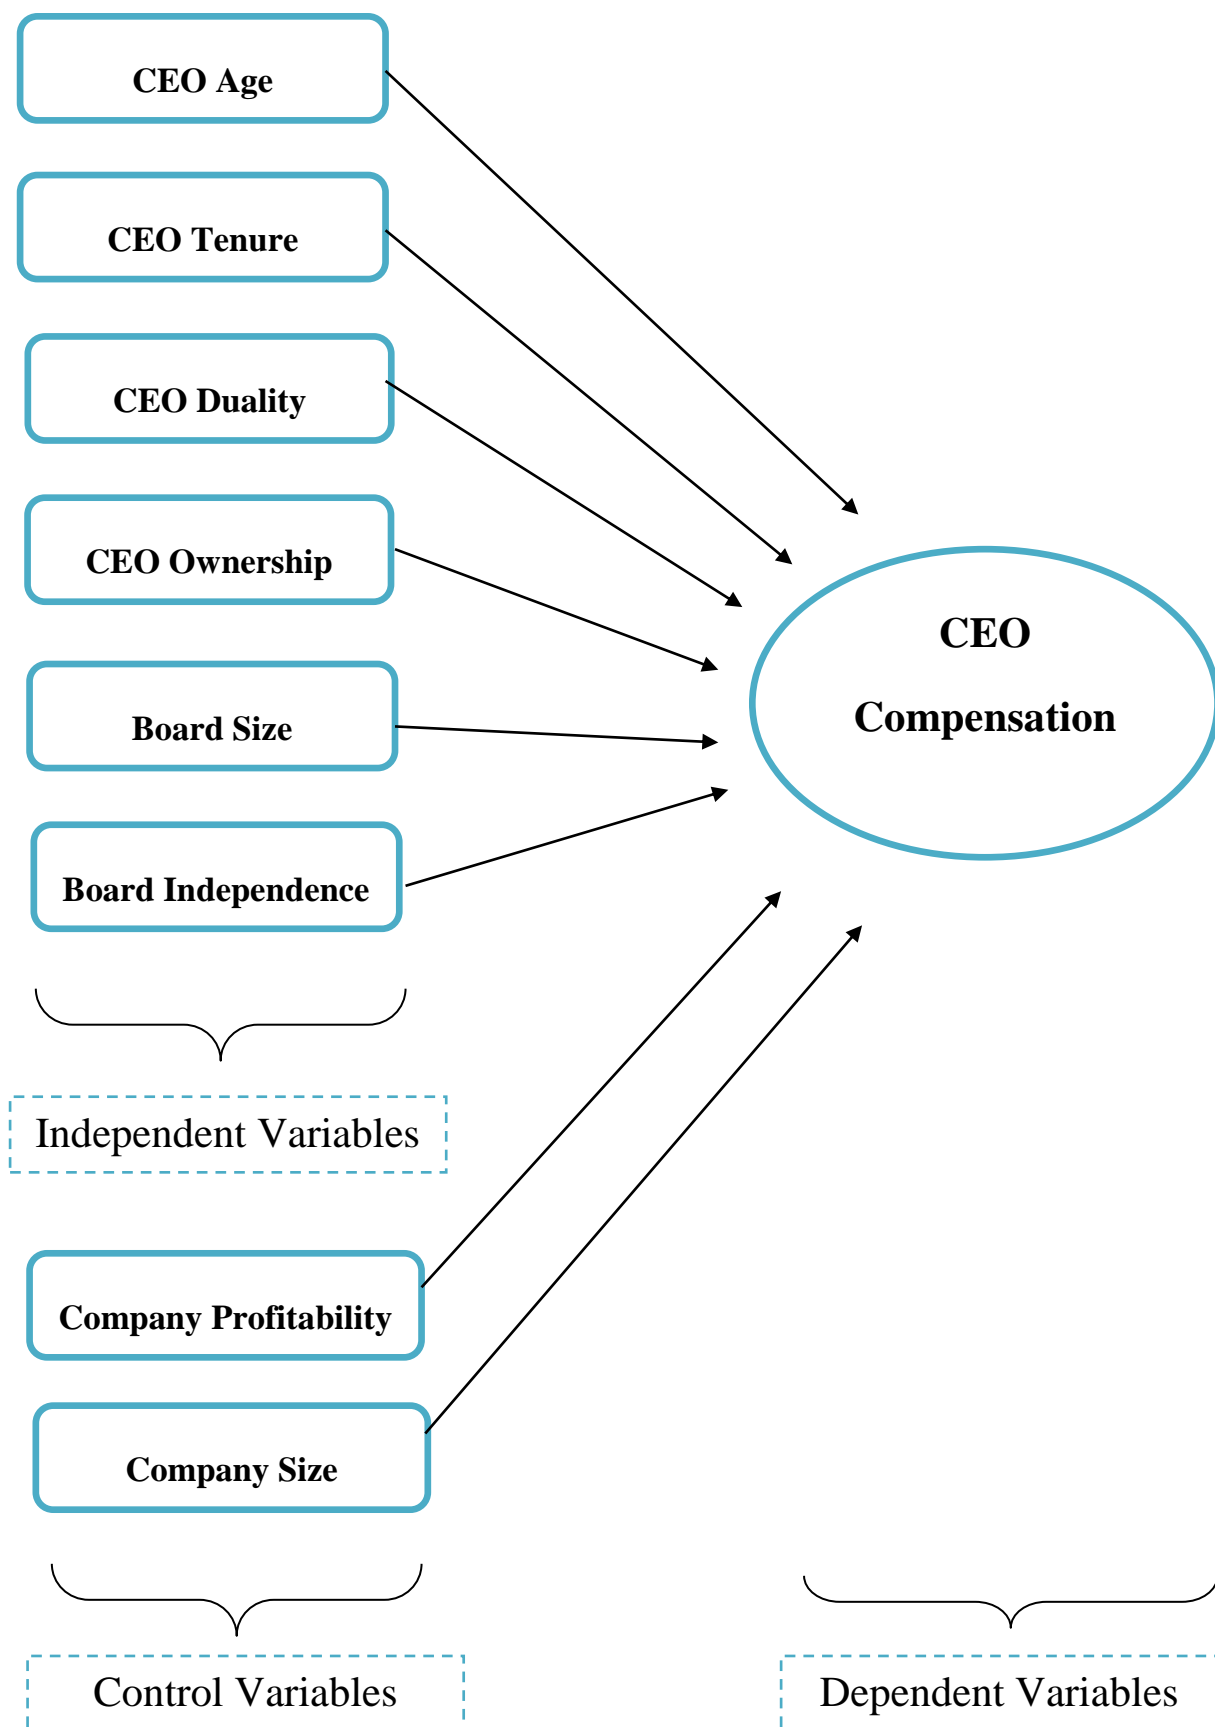 CEO Age
CEO Tenure
CEO Duality
CEO Ownership
CEO
Compensation
Board Size
Board Independence
Independent Variables
Company Profitability
Company Size
Control Variables
Dependent Variables